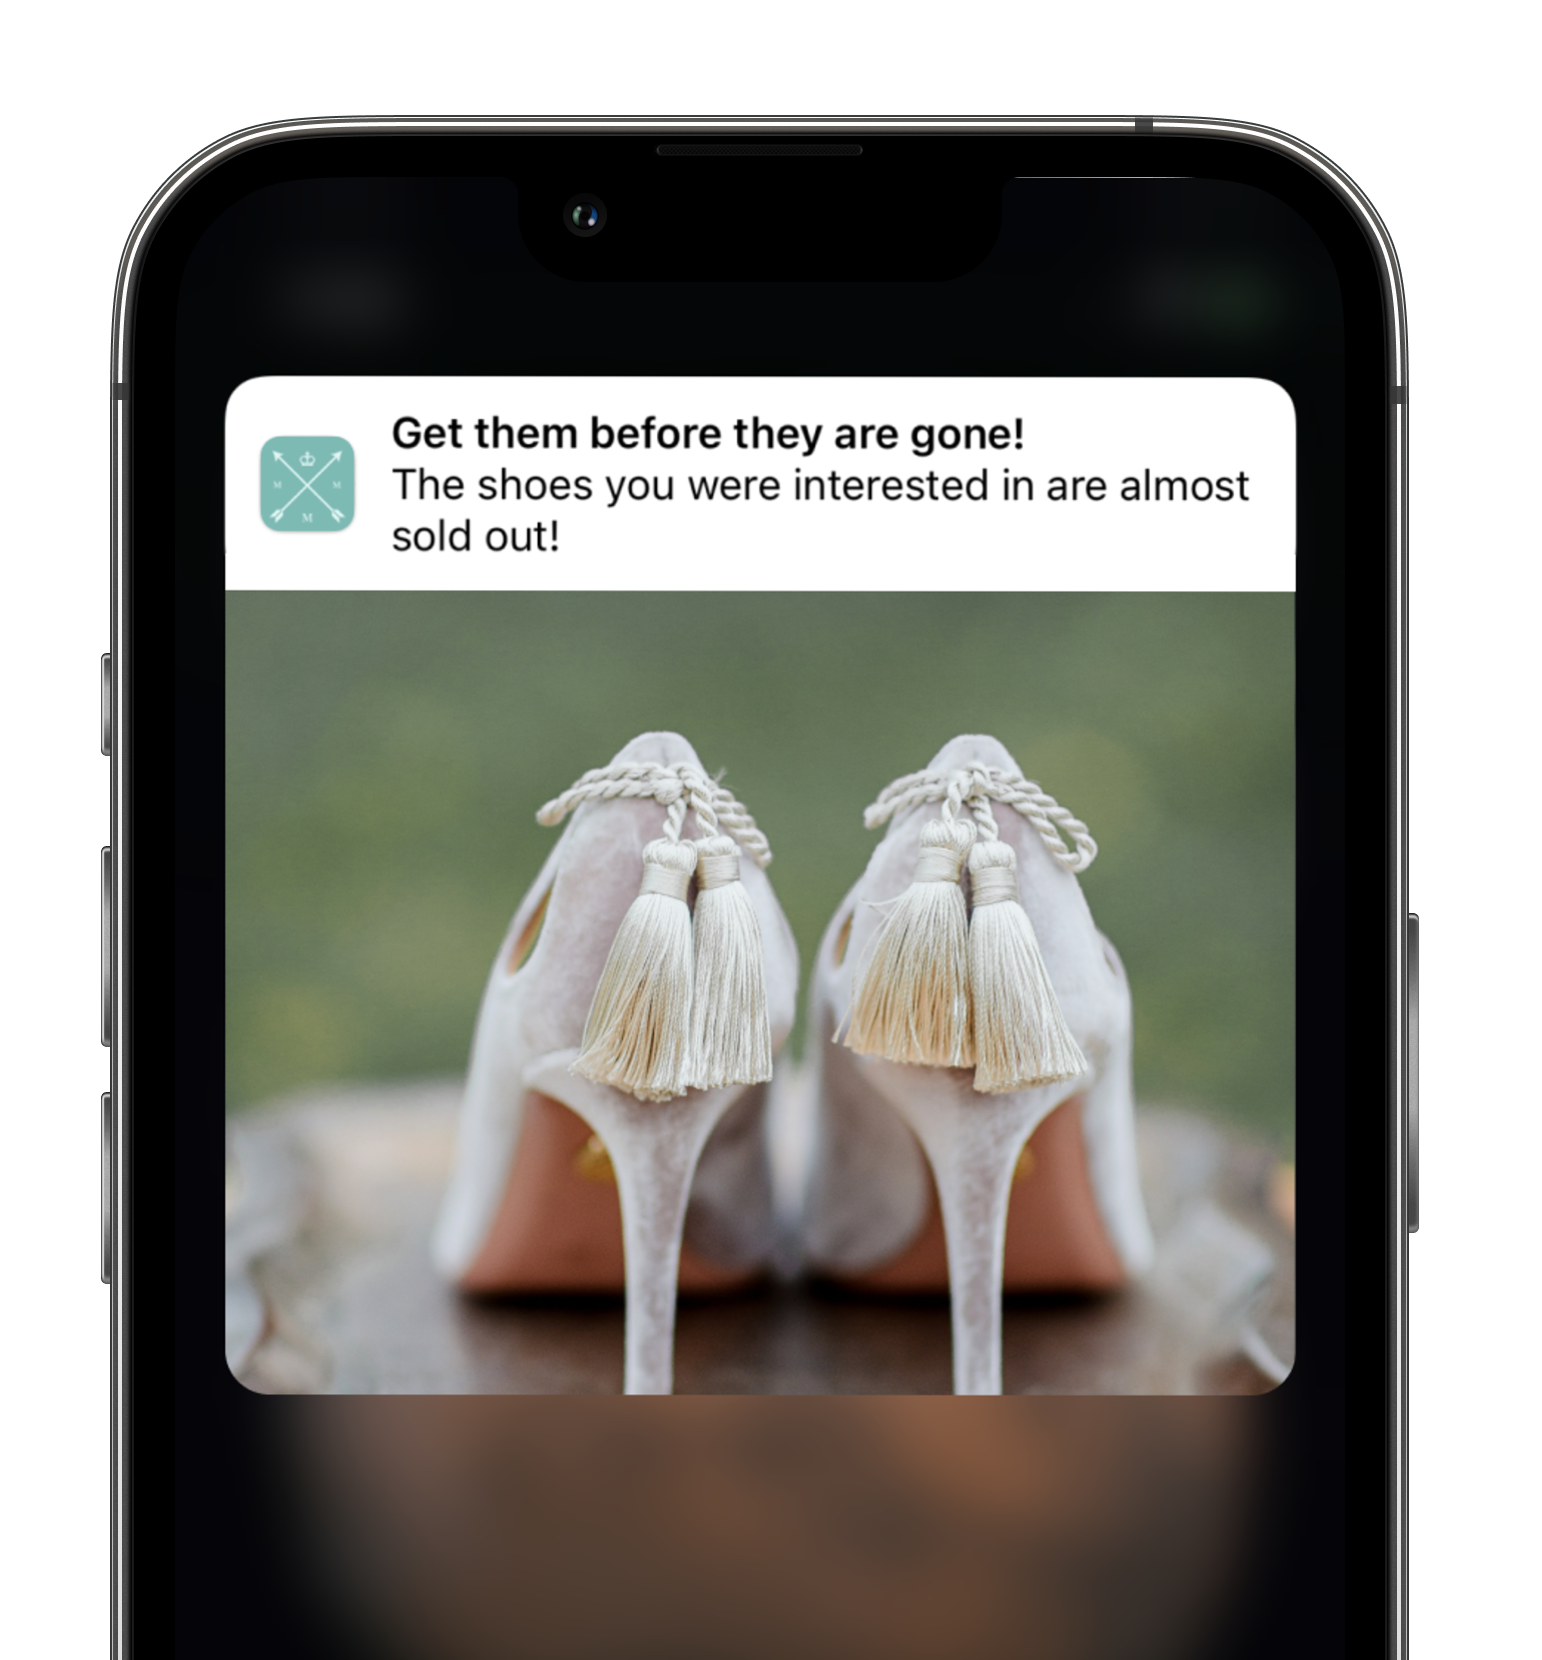 Get them before they are gone!
The shoes you were interested in are almost
sold out!
M M
M